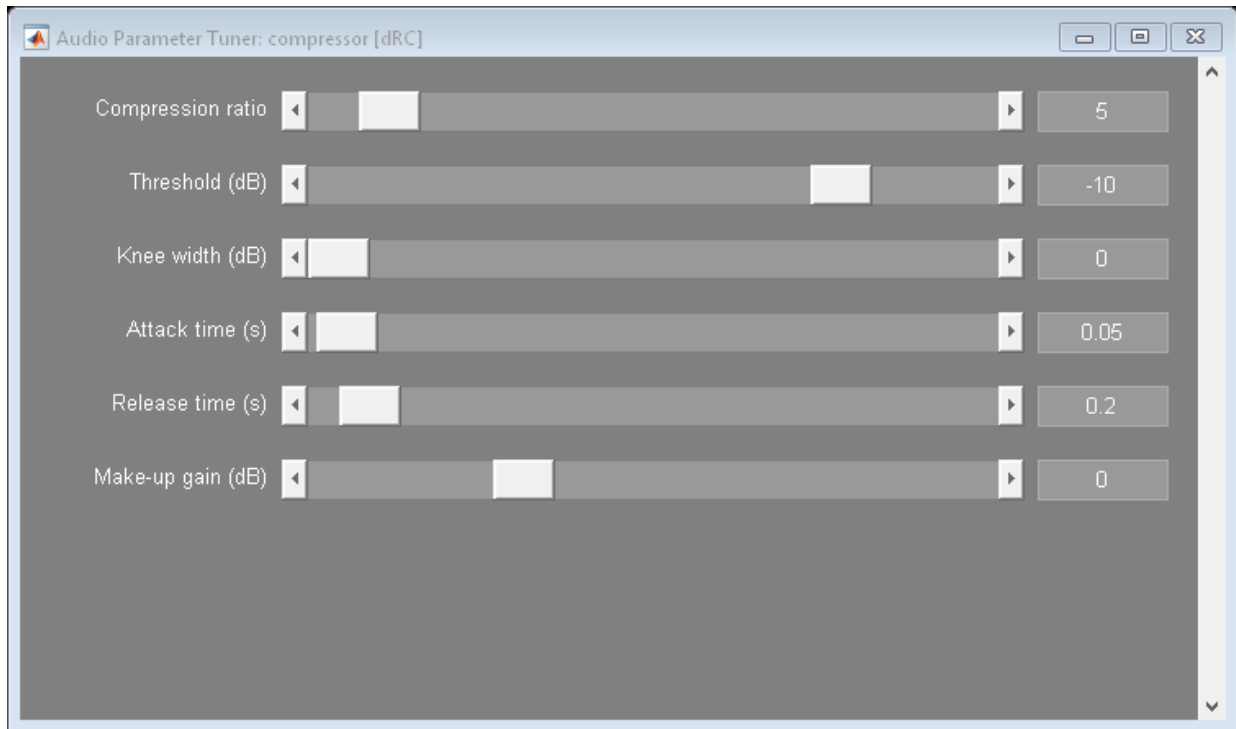 Audio Parameter Tuner: compressor [dRC]
Compression ratio 5
Threshold (dB) -10
Knee width (dB) 0
Attack time (s) 0.05
Release time (s) 0.2
Make-up gain (dB) 0